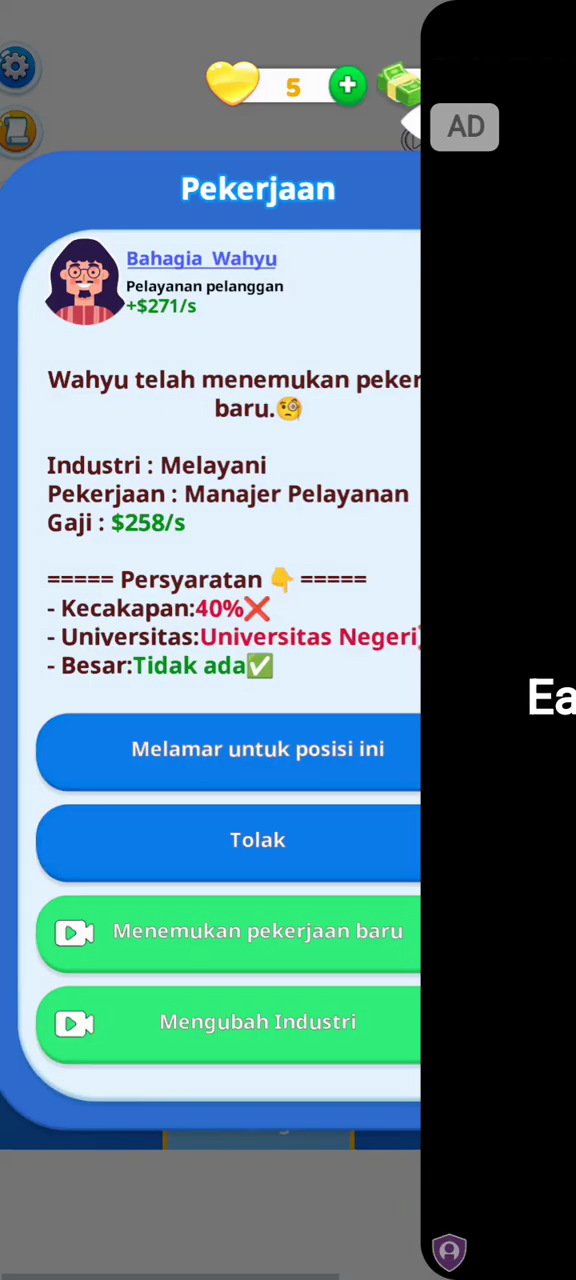 5
AD
Pekerjaan
Bahagia Wahyu
Pelayanan pelanggan
+$271/s
Wahyu telah menemukan peker
baru.🧐
Industri : Melayani
Pekerjaan : Manajer Pelayanan
Gaji : $258/s
===== Persyaratan 👇 =====
- Kecakapan:40%❌
- Universitas:Universitas Negeri
- Besar:Tidak ada✅
Ea
Melamar untuk posisi ini
Tolak
Menemukan pekerjaan baru
Mengubah Industri